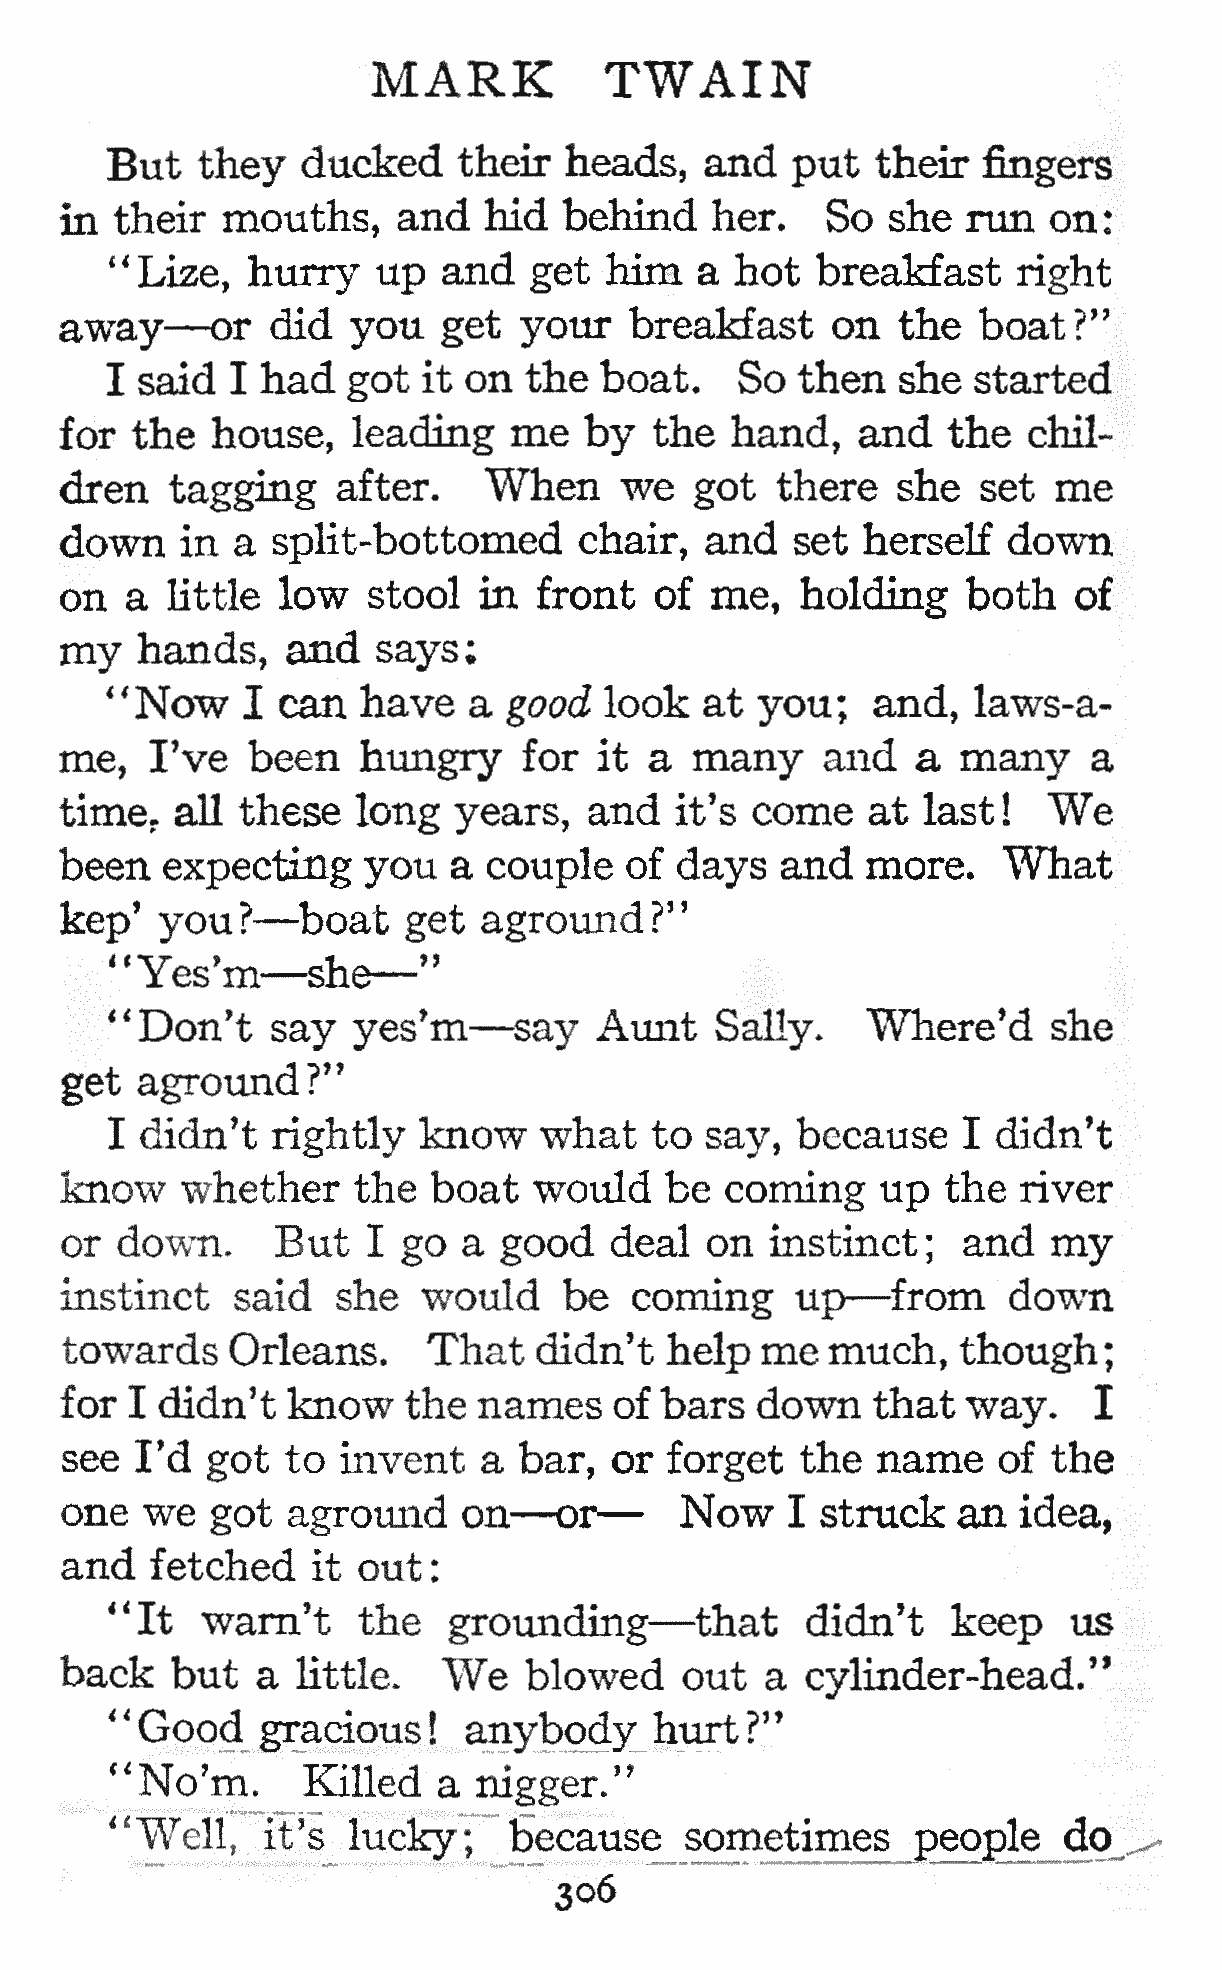 MARK TWAIN
But they ducked their heads, and put their fingers
in their mouths, and hid behind her. So she run on:
"Lize, hurry up and get him a hot breakfast right
away—or did you get your breakfast on the boat?"
I said I had got it on the boat. So then she started
for the house, leading me by the hand, and the chil-
dren tagging after. When we got there she set me
down in a split-bottomed chair, and set herself down
on a little low stool in front of me, holding both of
my hands, and says:
"Now I can have a good look at you; and, laws-a-
me, I've been hungry for it a many and a many a
time, all these long years, and it's come at last! We
been expecting you a couple of days and more. What
kep' you?—boat get aground?"
"Yes'm—she—"
"Don't say yes'm—say Aunt Sally. Where'd she
get aground?"
I didn't rightly know what to say, because I didn't
know whether the boat would be coming up the river
or down. But I go a good deal on instinct; and my
instinct said she would be coming up—from down
towards Orleans. That didn't help me much, though;
for I didn't know the names of bars down that way. I
see I'd got to invent a bar, or forget the name of the
one we got aground on—or— Now I struck an idea,
and fetched it out:
"It warn't the grounding—that didn't keep us
back but a little. We blowed out a cylinder-head."
"Good gracious! anybody hurt?"
"No'm. Killed a nigger."
"Well, it's lucky; because sometimes people do
306